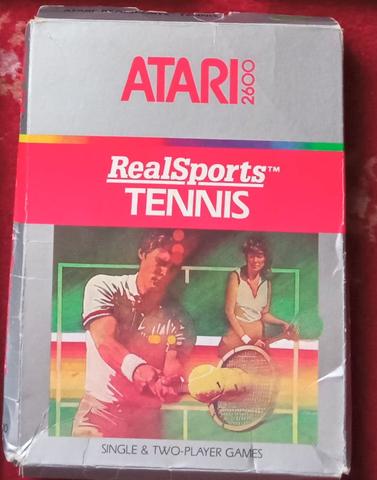 ATARI 2600
RealSports™
TENNIS
SINGLE & TWO-PLAYER GAMES